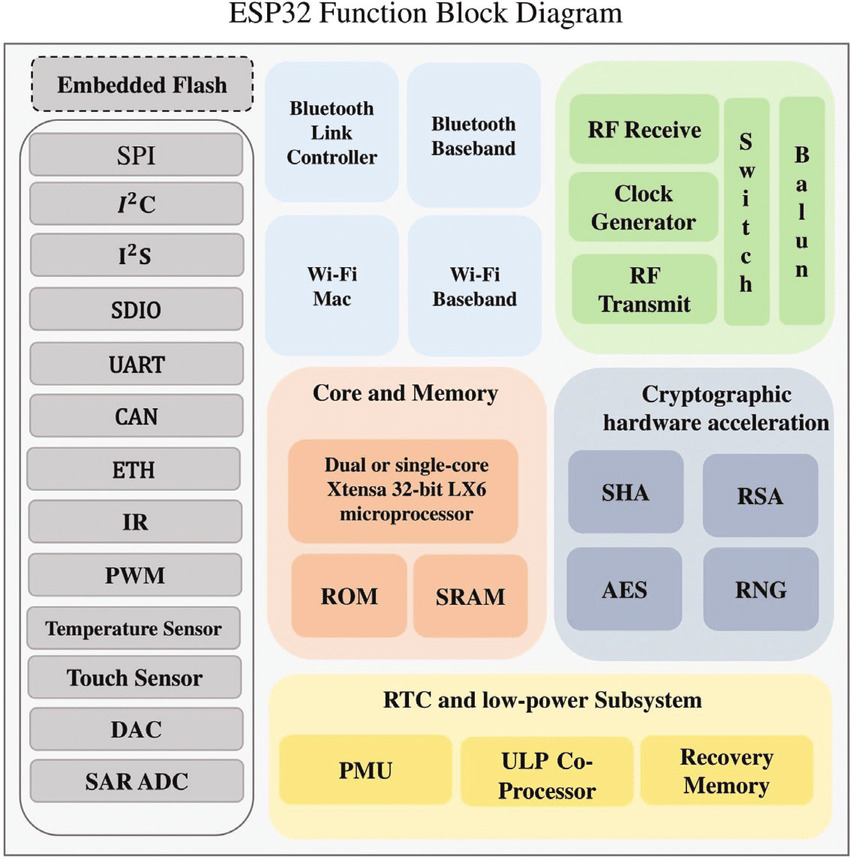 ESP32 Function Block Diagram
Embedded Flash
SPI
I²C
I²S
SDIO
UART
CAN
ETH
IR
PWM
Temperature Sensor
Touch Sensor
DAC
SAR ADC
Bluetooth
Link
Controller
Bluetooth
Baseband
Wi-Fi
Mac
Wi-Fi
Baseband
RF Receive
Clock
Generator
RF
Transmit
Switch
Balun
Core and Memory
Dual or single-core
Xtensa 32-bit LX6
microprocessor
ROM
SRAM
Cryptographic
hardware acceleration
SHA
RSA
AES
RNG
RTC and low-power Subsystem
PMU
ULP Co-
Processor
Recovery
Memory